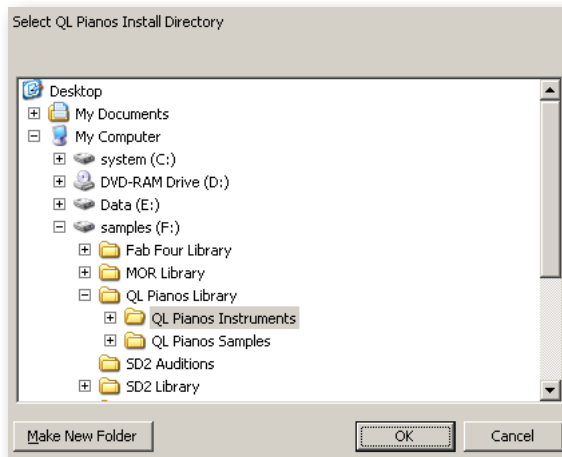 Select QL Pianos Install Directory
Desktop
My Documents
My Computer
system (C:)
DVD-RAM Drive (D:)
Data (E:)
samples (F:)
Fab Four Library
MOR Library
QL Pianos Library
QL Pianos Instruments
QL Pianos Samples
SD2 Auditions
SD2 Library
Make New Folder OK Cancel